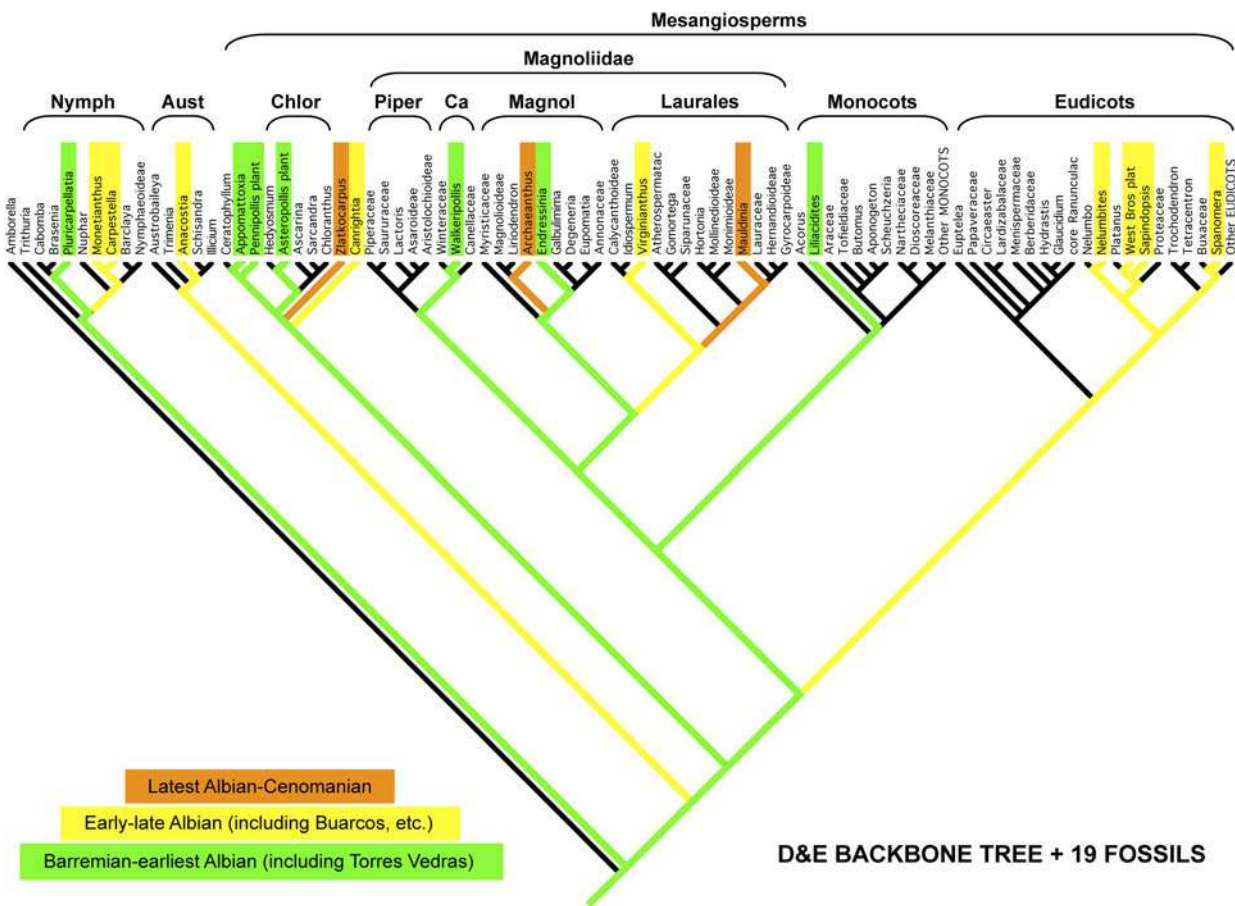 Mesangiosperms
Magnoliidae
Nymph
Aust
Chlor
Piper
Ca
Magnol
Laurales
Monocots
Eudicots
Amborella
Trithuria
Cabomba
Brasenia
Pluricarpellatia
Nuphar
Monetianthus
Carpestella
Barclaya
Nymphaeoideae
Austrobaileya
Trimenia
Anacostia
Schisandra
Illicium
Ceratophyllum
Appomattoxia
Pennipollis plant
Hedyosmum
Asteropollis plant
Ascarina
Sarcandra
Chloranthus
Zlatkocarpus
Canrightia
Piperaceae
Saururaceae
Lactoris
Asaroideae
Aristolochioideae
Winteraceae
Walkeripollis
Canellaceae
Myristicaceae
Magnolioideae
Liriodendron
Archaeanthus
Endressinia
Galbulimima
Degeneria
Eupomatia
Annonaceae
Calycanthoideae
Idiospermum
Virginianthus
Atherospermatac
Gomortega
Siparunaceae
Hortonia
Mollinedioideae
Monimioideae
Mauldinia
Lauraceae
Hernandioideae
Gyrocarpoideae
Acorus
Liliacidites
Araceae
Tofieldiaceae
Butomus
Aponogeton
Scheuchzeria
Nartheciaceae
Dioscoreaceae
Melanthiaceae
Other MONOCOTS
Euptelea
Papaveraceae
Circaeaster
Lardizabalaceae
Menispermaceae
Berberidaceae
Hydrastis
Glaucidium
core Ranunculac
Nelumbo
Nelumbites
Platanus
West Bros plat
Sapindopsis
Proteaceae
Trochodendron
Tetracentron
Buxaceae
Spanomera
Other EUDICOTS
Latest Albian-Cenomanian
Early-late Albian (including Buarcos, etc.)
Barremian-earliest Albian (including Torres Vedras)
D&E BACKBONE TREE + 19 FOSSILS